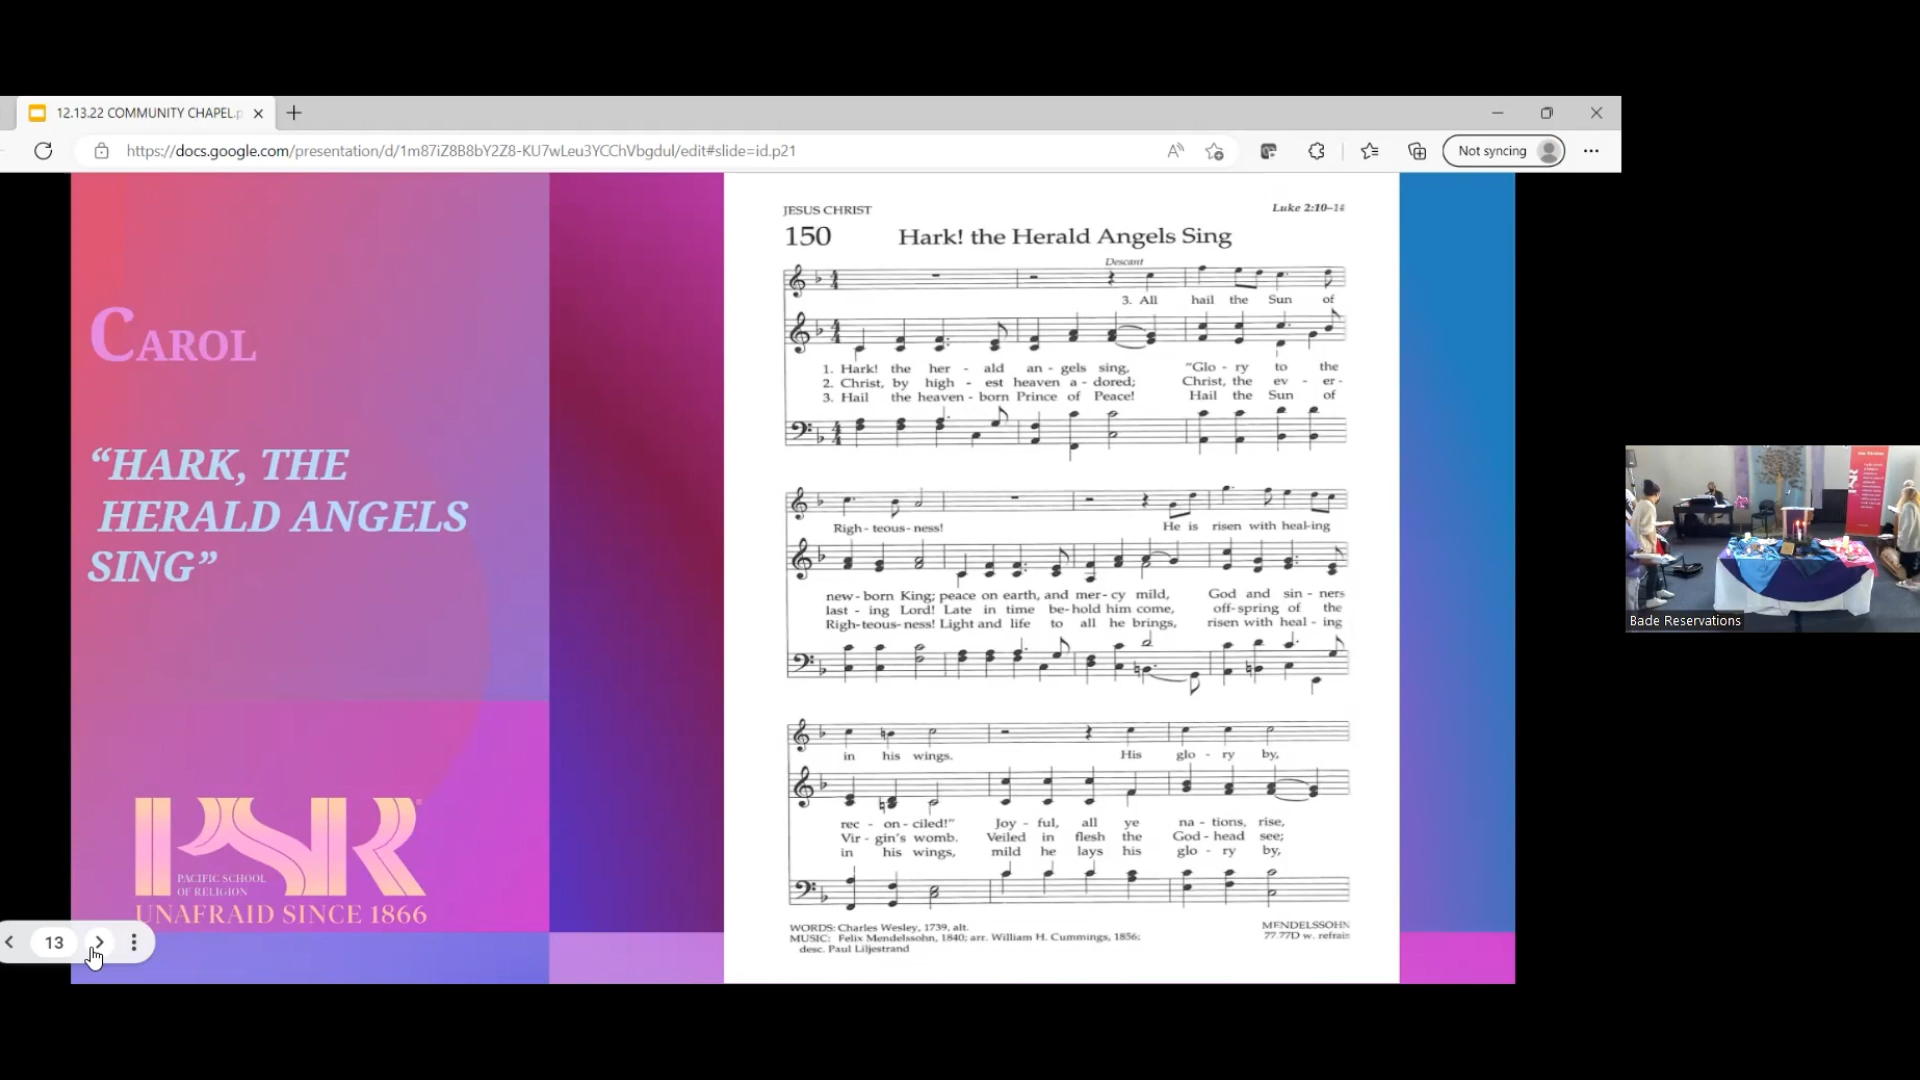 12.13.22 COMMUNITY CHAPEL.p
https://docs.google.com/presentation/d/1m87iZ8B8bY2Z8-KU7wLeu3YCChVbgdul/edit#slide=id.p21
Not syncing
CAROL
“HARK, THE
HERALD ANGELS
SING”
PSR
PACIFIC SCHOOL
OF RELIGION
UNAFRAID SINCE 1866
13
JESUS CHRIST
Luke 2:10–14
150
Hark! the Herald Angels Sing
Descant
3. All hail the Sun of
1. Hark! the her - ald an - gels sing, “Glo - ry to the
2. Christ, by high - est heaven a - dored; Christ, the ev - er-
3. Hail the heaven - born Prince of Peace! Hail the Sun of
Righ - teous - ness! He is risen with heal-ing
new - born King; peace on earth, and mer - cy mild, God and sin - ners
last - ing Lord! Late in time be - hold him come, off - spring of the
Righ - teous - ness! Light and life to all he brings, risen with heal - ing
in his wings. His glo - ry by,
rec - on - ciled!” Joy - ful, all ye na - tions, rise,
Vir - gin’s womb. Veiled in flesh the God - head see;
in his wings, mild he lays his glo - ry by,
WORDS: Charles Wesley, 1739, alt.
MUSIC: Felix Mendelssohn, 1840; arr. William H. Cummings, 1856;
desc. Paul Liljestrand
MENDELSSOHN
77.77D w. refrain
Bade Reservations